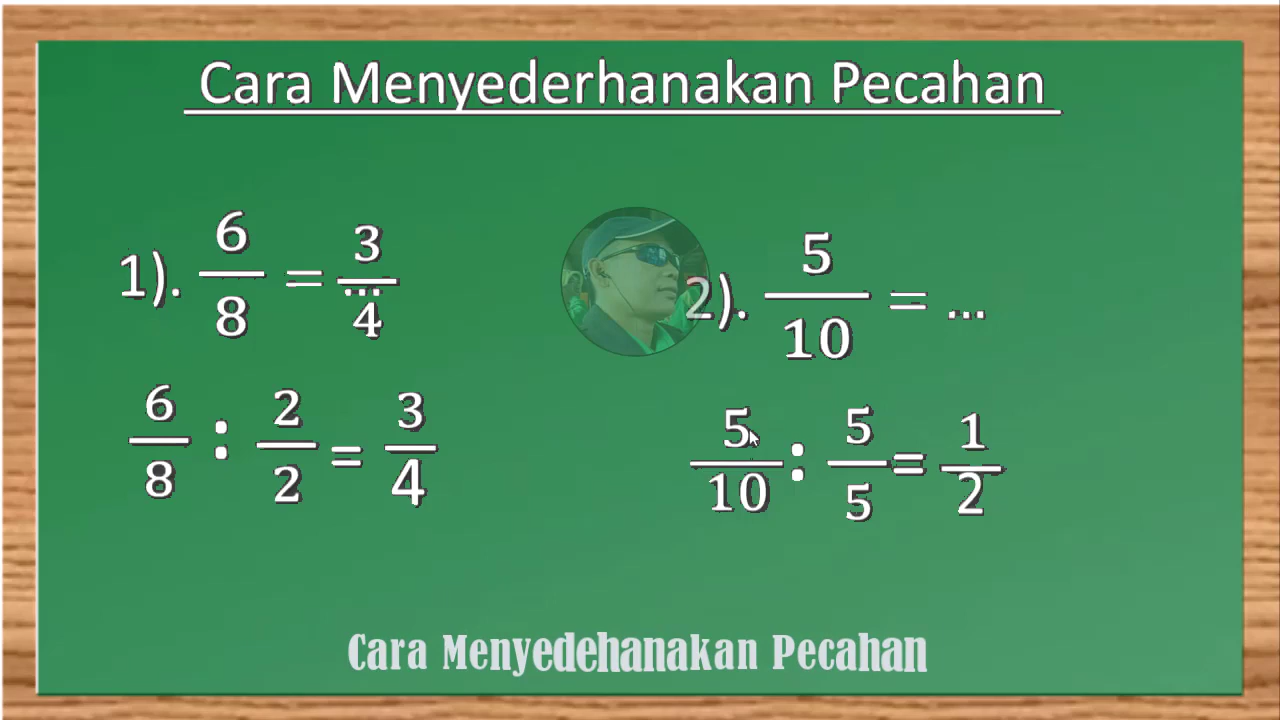 Cara Menyederhanakan Pecahan
1). 6/8 = 3/4 ...
2). 5/10 = ...
6/8 : 2/2 = 3/4
5/10 : 5/5 = 1/2
Cara Menyedehanakan Pecahan